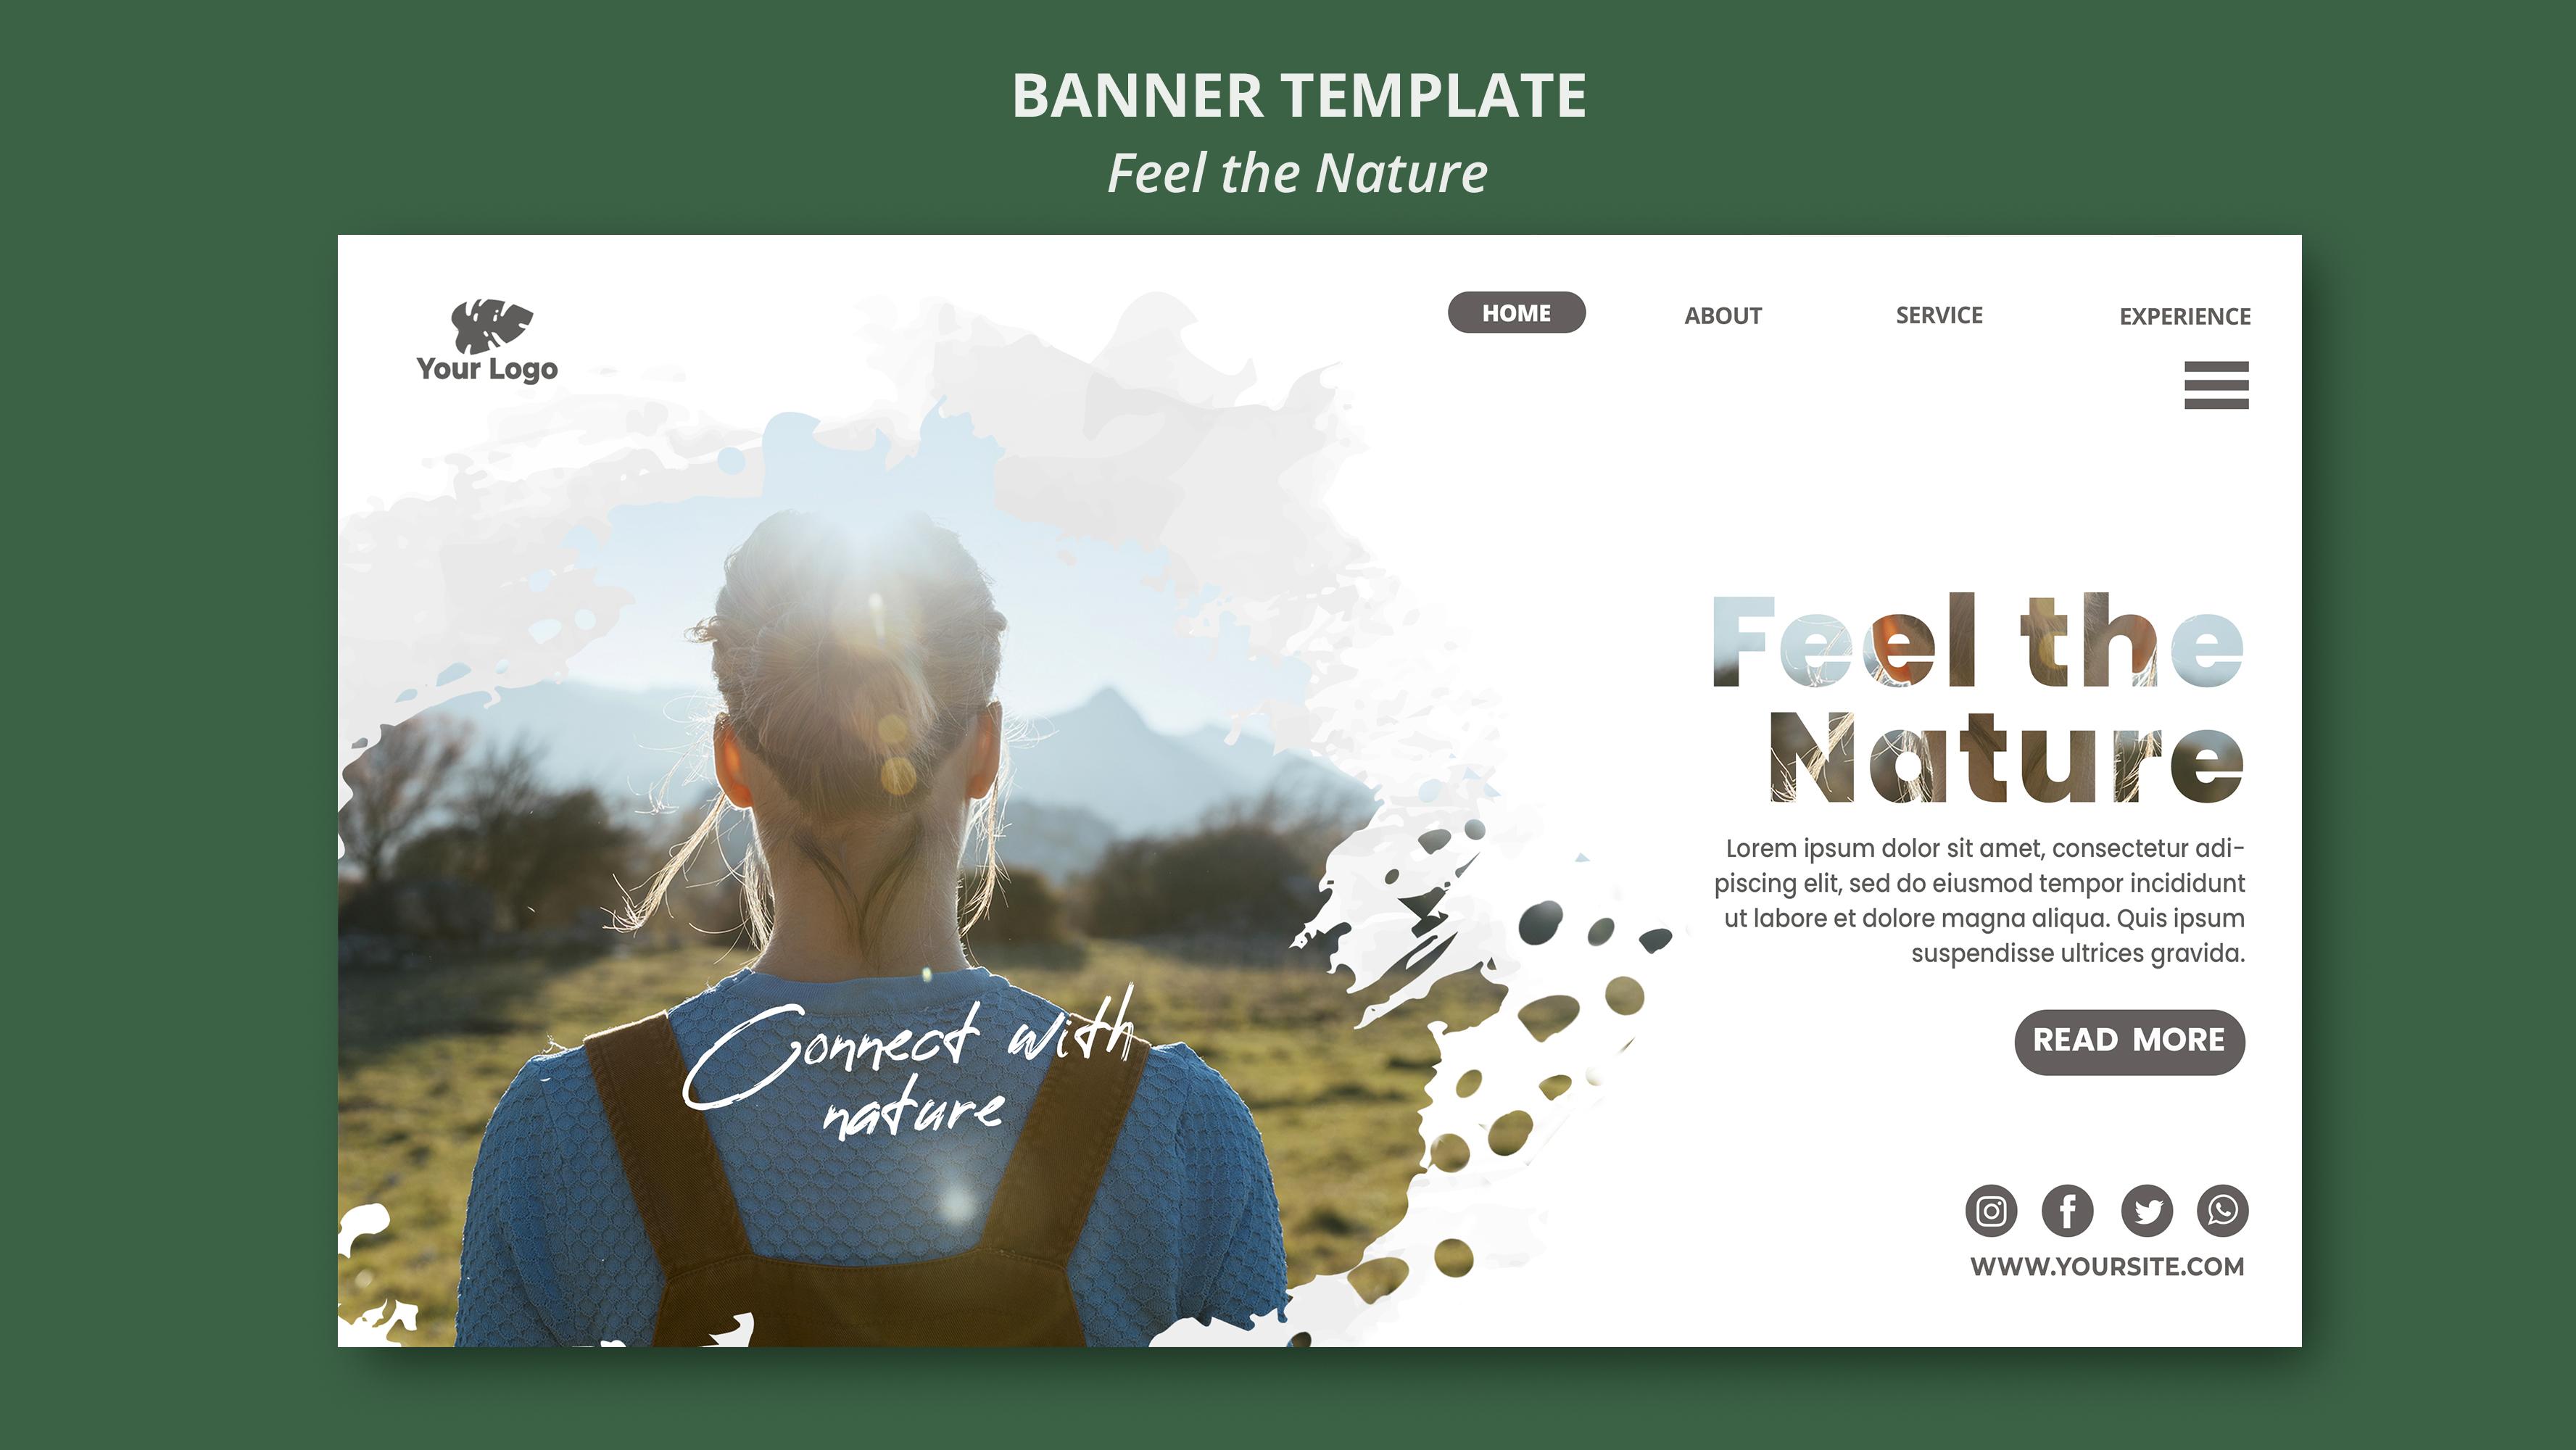 BANNER TEMPLATE
Feel the Nature
Your Logo
HOME ABOUT SERVICE EXPERIENCE
Feel the
Nature
Lorem ipsum dolor sit amet, consectetur adi-
piscing elit, sed do eiusmod tempor incididunt
ut labore et dolore magna aliqua. Quis ipsum
suspendisse ultrices gravida.
READ MORE
Connect with
nature
WWW.YOURSITE.COM